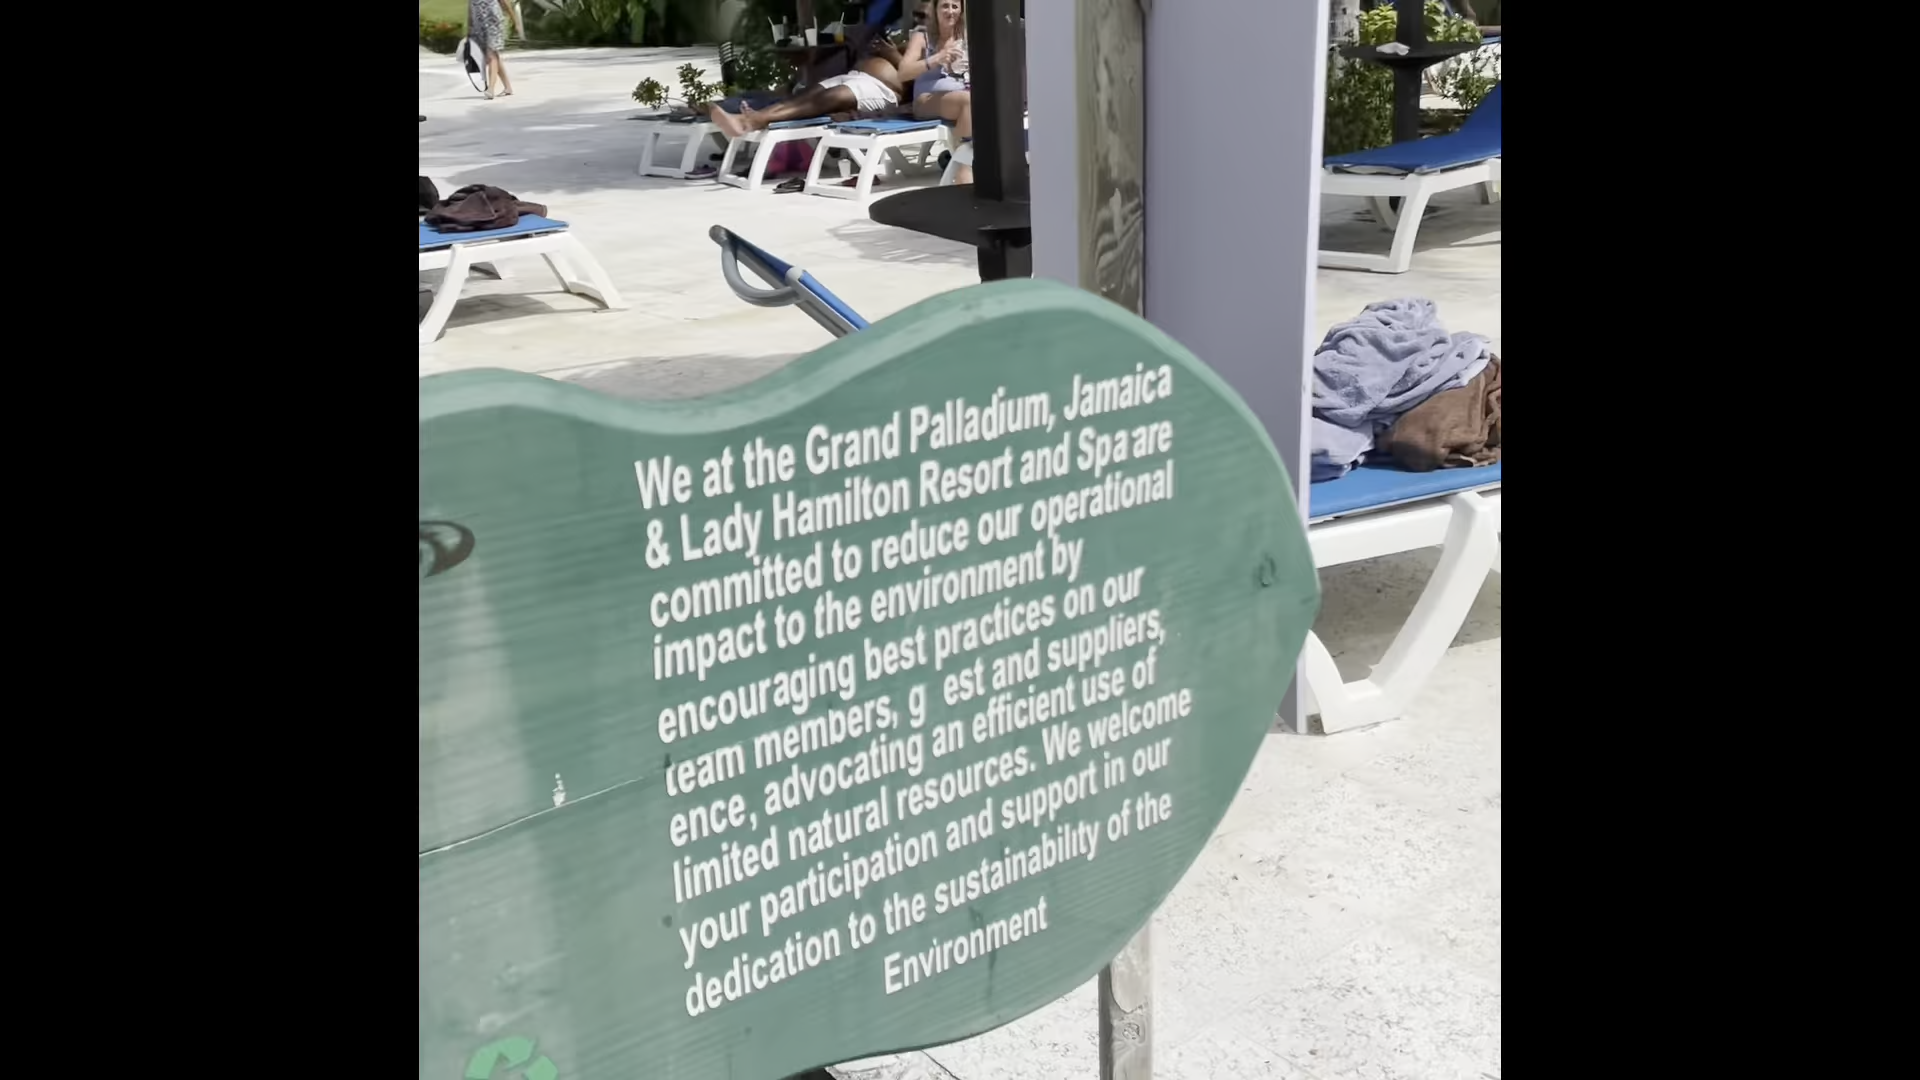 We at the Grand Palladium, Jamaica
& Lady Hamilton Resort and Spa are
committed to reduce our operational
impact to the environment by
encouraging best practices on our
team members, g est and suppliers,
ence, advocating an efficient use of
limited natural resources. We welcome
your participation and support in our
dedication to the sustainability of the
Environment